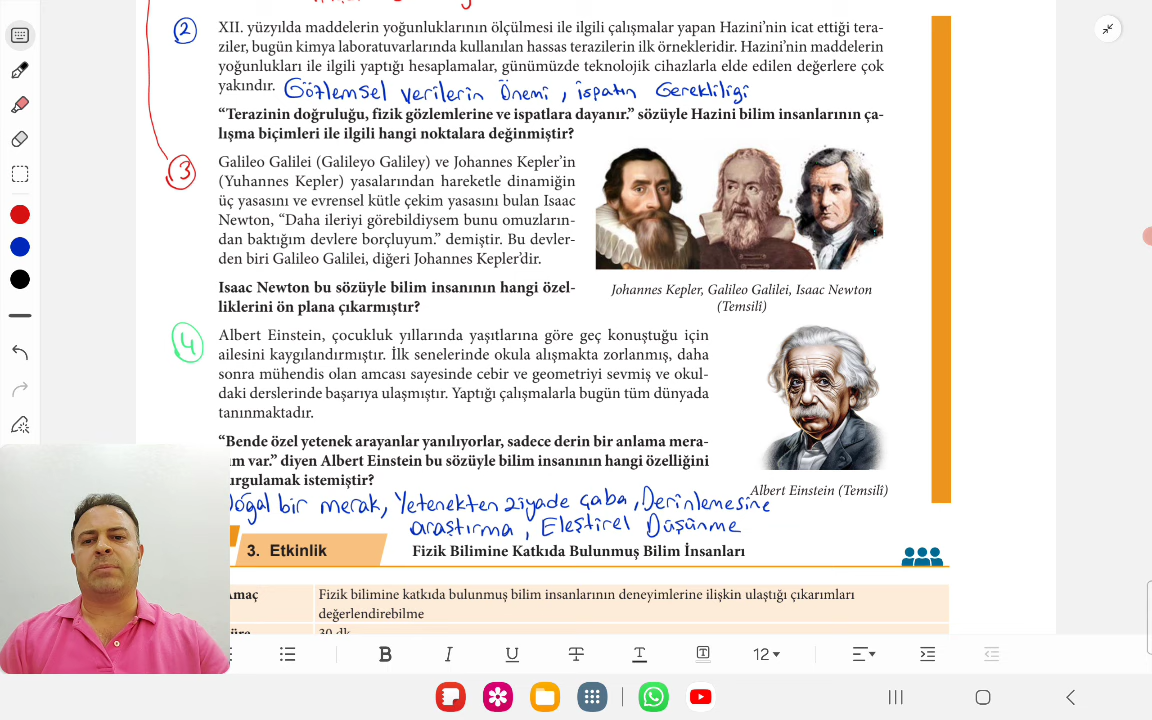 2
XII. yüzyılda maddelerin yoğunluklarının ölçülmesi ile ilgili çalışmalar yapan Hazini’nin icat ettiği tera-
ziler, bugün kimya laboratuvarlarında kullanılan hassas terazilerin ilk örnekleridir. Hazini’nin maddelerin
yoğunlukları ile ilgili yaptığı hesaplamalar, günümüzde teknolojik cihazlarla elde edilen değerlere çok
yakındır. Gözlemsel verilerin Önemi, ispatın Gerekliliği
“Terazinin doğruluğu, fizik gözlemlerine ve ispatlara dayanır.” sözüyle Hazini bilim insanlarının ça-
lışma biçimleri ile ilgili hangi noktalara değinmiştir?
3
Galileo Galilei (Galileyo Galiley) ve Johannes Kepler’in
(Yuhannes Kepler) yasalarından hareketle dinamiğin
üç yasasını ve evrensel kütle çekim yasasını bulan Isaac
Newton, “Daha ileriyi görebildiysem bunu omuzların-
dan baktığım devlere borçluyum.” demiştir. Bu devler-
den biri Galileo Galilei, diğeri Johannes Kepler’dir.
Isaac Newton bu sözüyle bilim insanının hangi özel-
liklerini ön plana çıkarmıştır?
Johannes Kepler, Galileo Galilei, Isaac Newton
(Temsilî)
4
Albert Einstein, çocukluk yıllarında yaşıtlarına göre geç konuştuğu için
ailesini kaygılandırmıştır. İlk senelerinde okula alışmakta zorlanmış, daha
sonra mühendis olan amcası sayesinde cebir ve geometriyi sevmiş ve okul-
daki derslerinde başarıya ulaşmıştır. Yaptığı çalışmalarla bugün tüm dünyada
tanınmaktadır.
“Bende özel yetenek arayanlar yanılıyorlar, sadece derin bir anlama mera-
ım var.” diyen Albert Einstein bu sözüyle bilim insanının hangi özelliğini
urgulamak istemiştir?
Albert Einstein (Temsilî)
Doğal bir merak, Yetenekten ziyade çaba, Derinlemesine
araştırma, Eleştirel Düşünme
3. Etkinlik
Fizik Bilimine Katkıda Bulunmuş Bilim İnsanları
Amaç
Fizik bilimine katkıda bulunmuş bilim insanlarının deneyimlerine ilişkin ulaştığı çıkarımları
değerlendirebilme
30 dk
B I U T T T 12